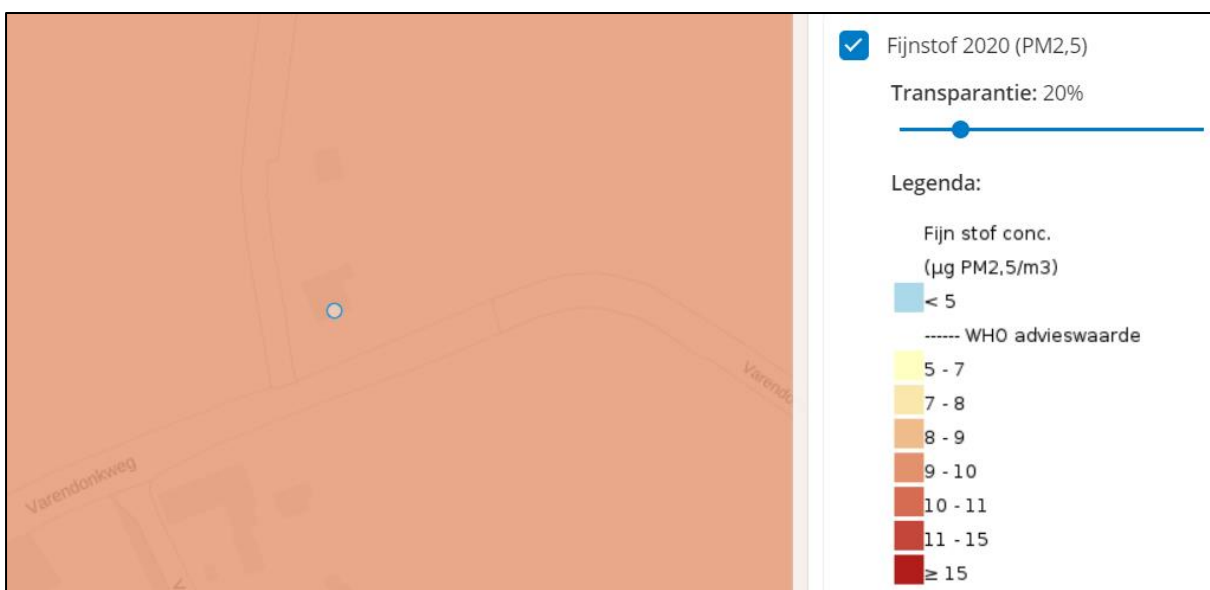 Fijnstof 2020 (PM2,5)
Transparantie: 20%
Legenda:
Fijn stof conc.
(µg PM2,5/m3)
< 5
------ WHO advieswaarde
5 - 7
7 - 8
8 - 9
9 - 10
10 - 11
11 - 15
≥ 15
Varendonkweg